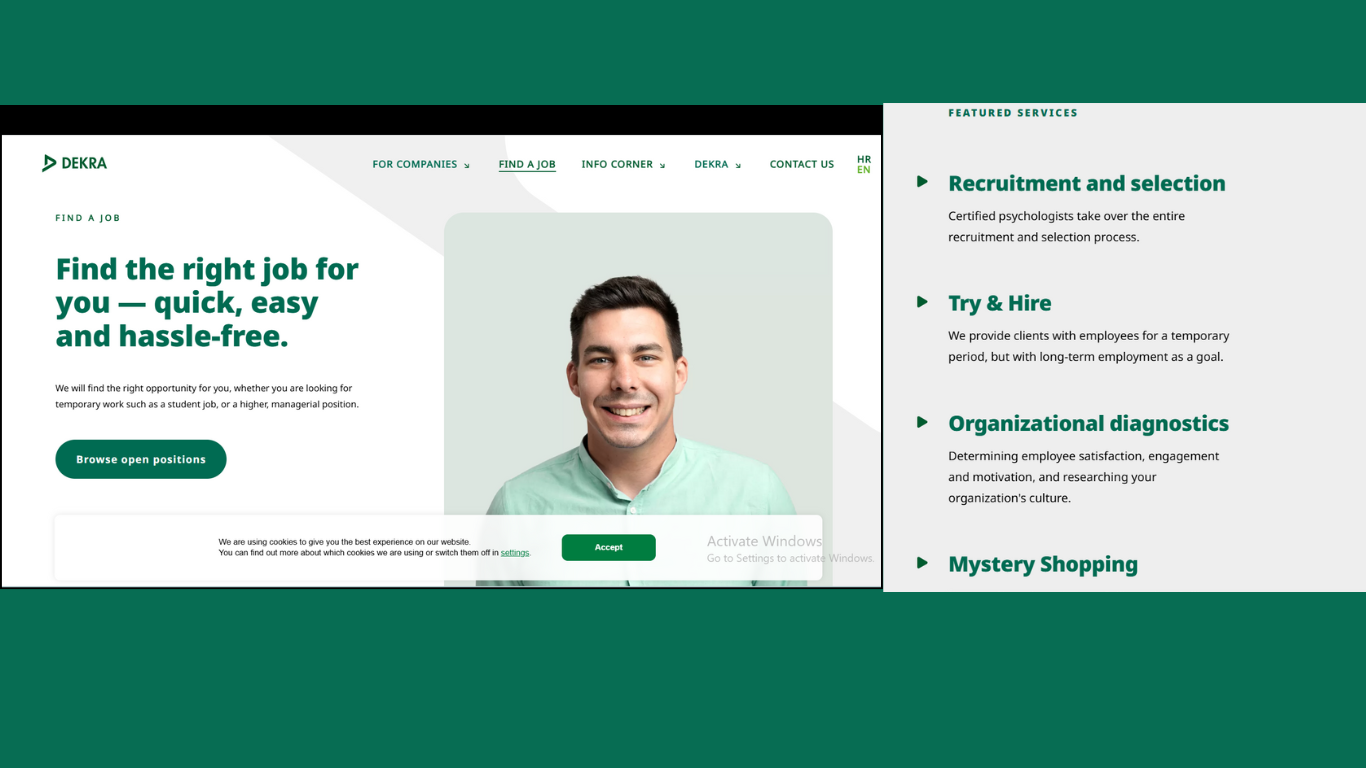 DEKRA
FOR COMPANIES
FIND A JOB
INFO CORNER
DEKRA
CONTACT US
HR
EN
FIND A JOB
Find the right job for
you — quick, easy
and hassle-free.
We will find the right opportunity for you, whether you are looking for
temporary work such as a student job, or a higher, managerial position.
Browse open positions
We are using cookies to give you the best experience on our website.
You can find out more about which cookies we are using or switch them off in settings.
Accept
Activate Windows
Go to Settings to activate Windows.
FEATURED SERVICES
Recruitment and selection
Certified psychologists take over the entire
recruitment and selection process.
Try & Hire
We provide clients with employees for a temporary
period, but with long-term employment as a goal.
Organizational diagnostics
Determining employee satisfaction, engagement
and motivation, and researching your
organization's culture.
Mystery Shopping